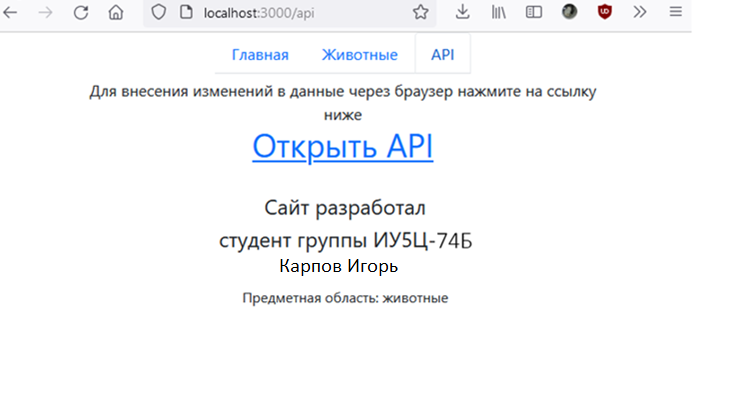 localhost:3000/api
Главная Животные API
Для внесения изменений в данные через браузер нажмите на ссылку
ниже
Открыть API
Сайт разработал
студент группы ИУ5Ц-74Б
Карпов Игорь
Предметная область: животные